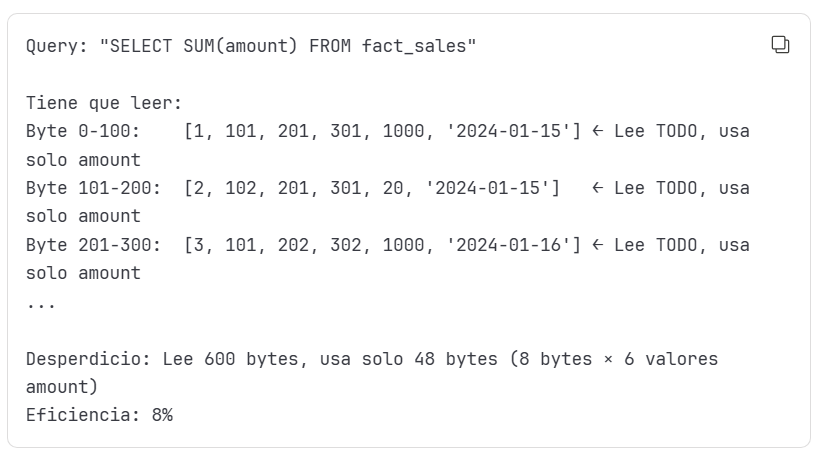 Query: "SELECT SUM(amount) FROM fact_sales"
Tiene que leer:
Byte 0-100:    [1, 101, 201, 301, 1000, '2024-01-15'] ← Lee TODO, usa
solo amount
Byte 101-200:  [2, 102, 201, 301, 20, '2024-01-15']   ← Lee TODO, usa
solo amount
Byte 201-300:  [3, 101, 202, 302, 1000, '2024-01-16'] ← Lee TODO, usa
solo amount
...
Desperdicio: Lee 600 bytes, usa solo 48 bytes (8 bytes × 6 valores
amount)
Eficiencia: 8%